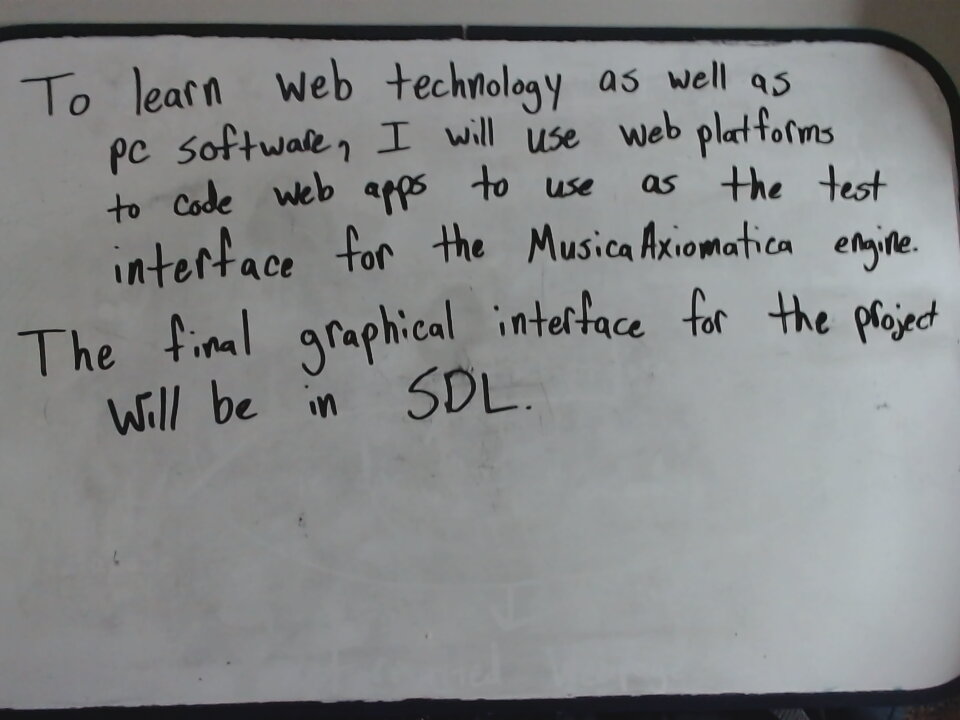 To learn web technology as well as
pc software, I will use web platforms
to code web apps to use as the test
interface for the MusicaAxiomatica engine.
The final graphical interface for the project
will be in SDL.